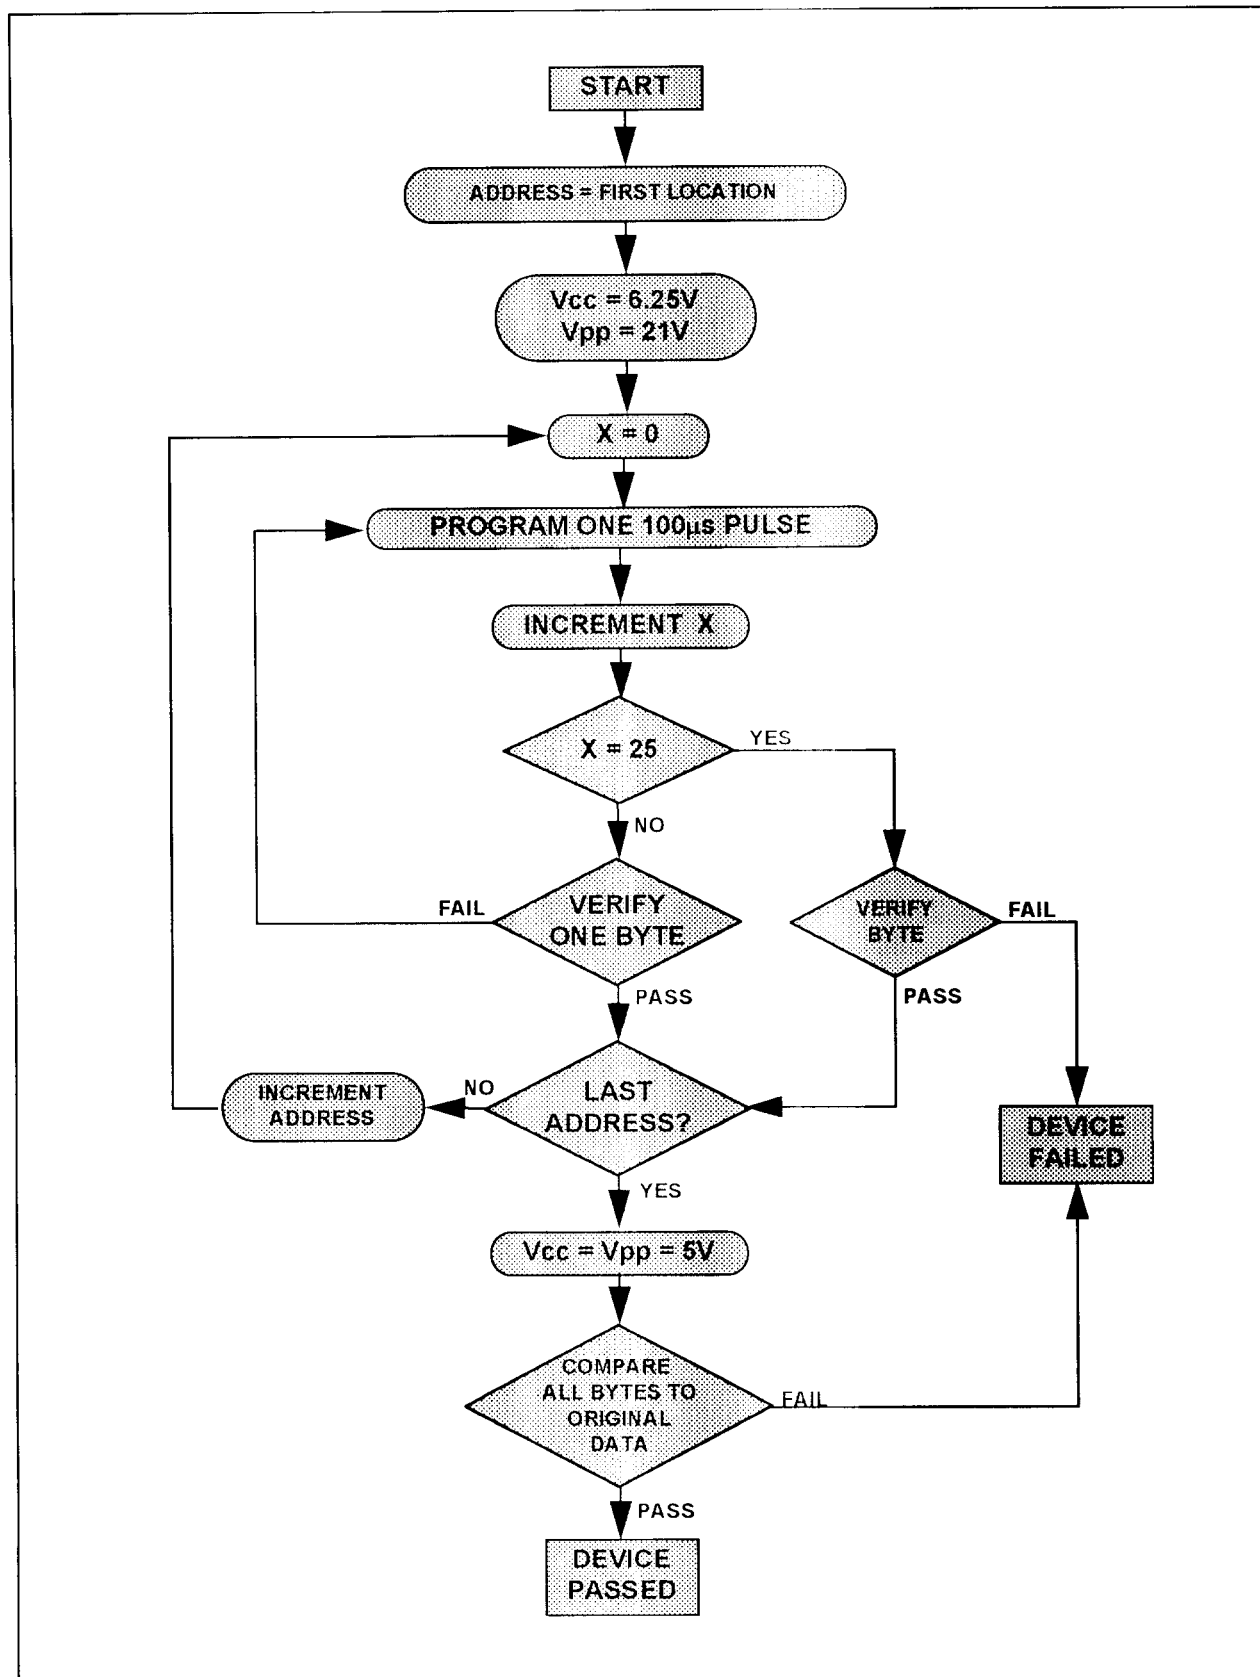 START
ADDRESS = FIRST LOCATION
Vcc = 6.25V
Vpp = 21V
X = 0
PROGRAM ONE 100µs PULSE
INCREMENT X
X = 25
YES
NO
VERIFY
ONE BYTE
FAIL
VERIFY
BYTE
FAIL
PASS
PASS
LAST
ADDRESS?
NO
INCREMENT
ADDRESS
DEVICE
FAILED
YES
Vcc = Vpp = 5V
COMPARE
ALL BYTES TO
ORIGINAL
DATA
FAIL
PASS
DEVICE
PASSED